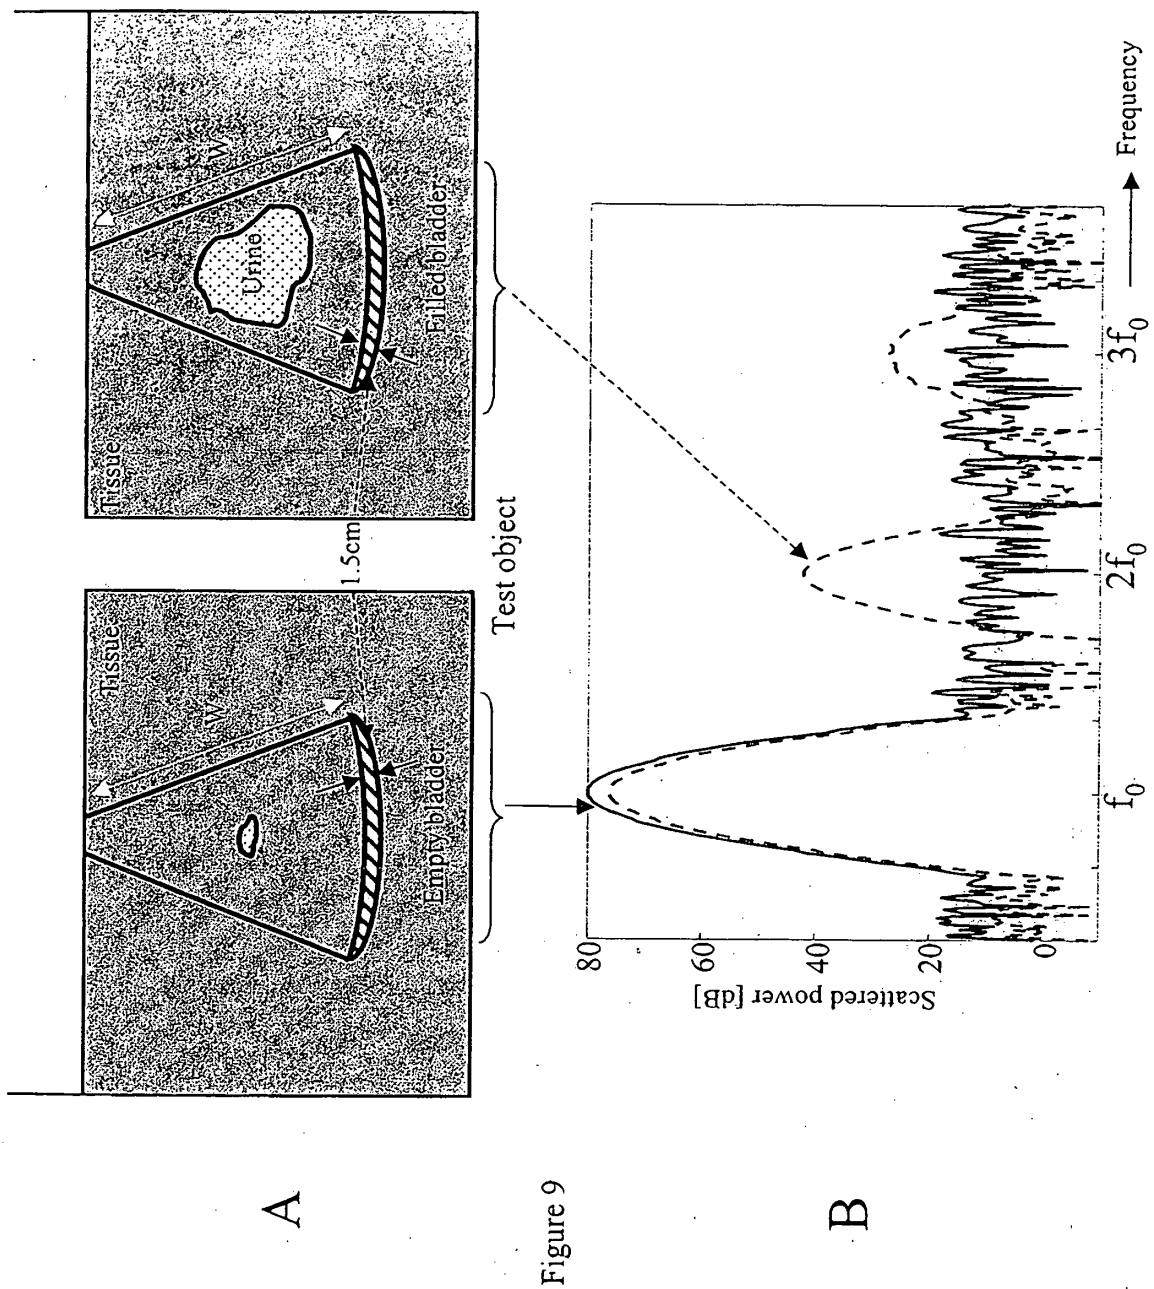 A
Tissue
W
Empty bladder
1.5cm
Tissue
W
Urine
Filled bladder
Test object
Figure 9
B
Scattered power [dB]
80
60
40
20
0
f0
2f0
3f0
Frequency